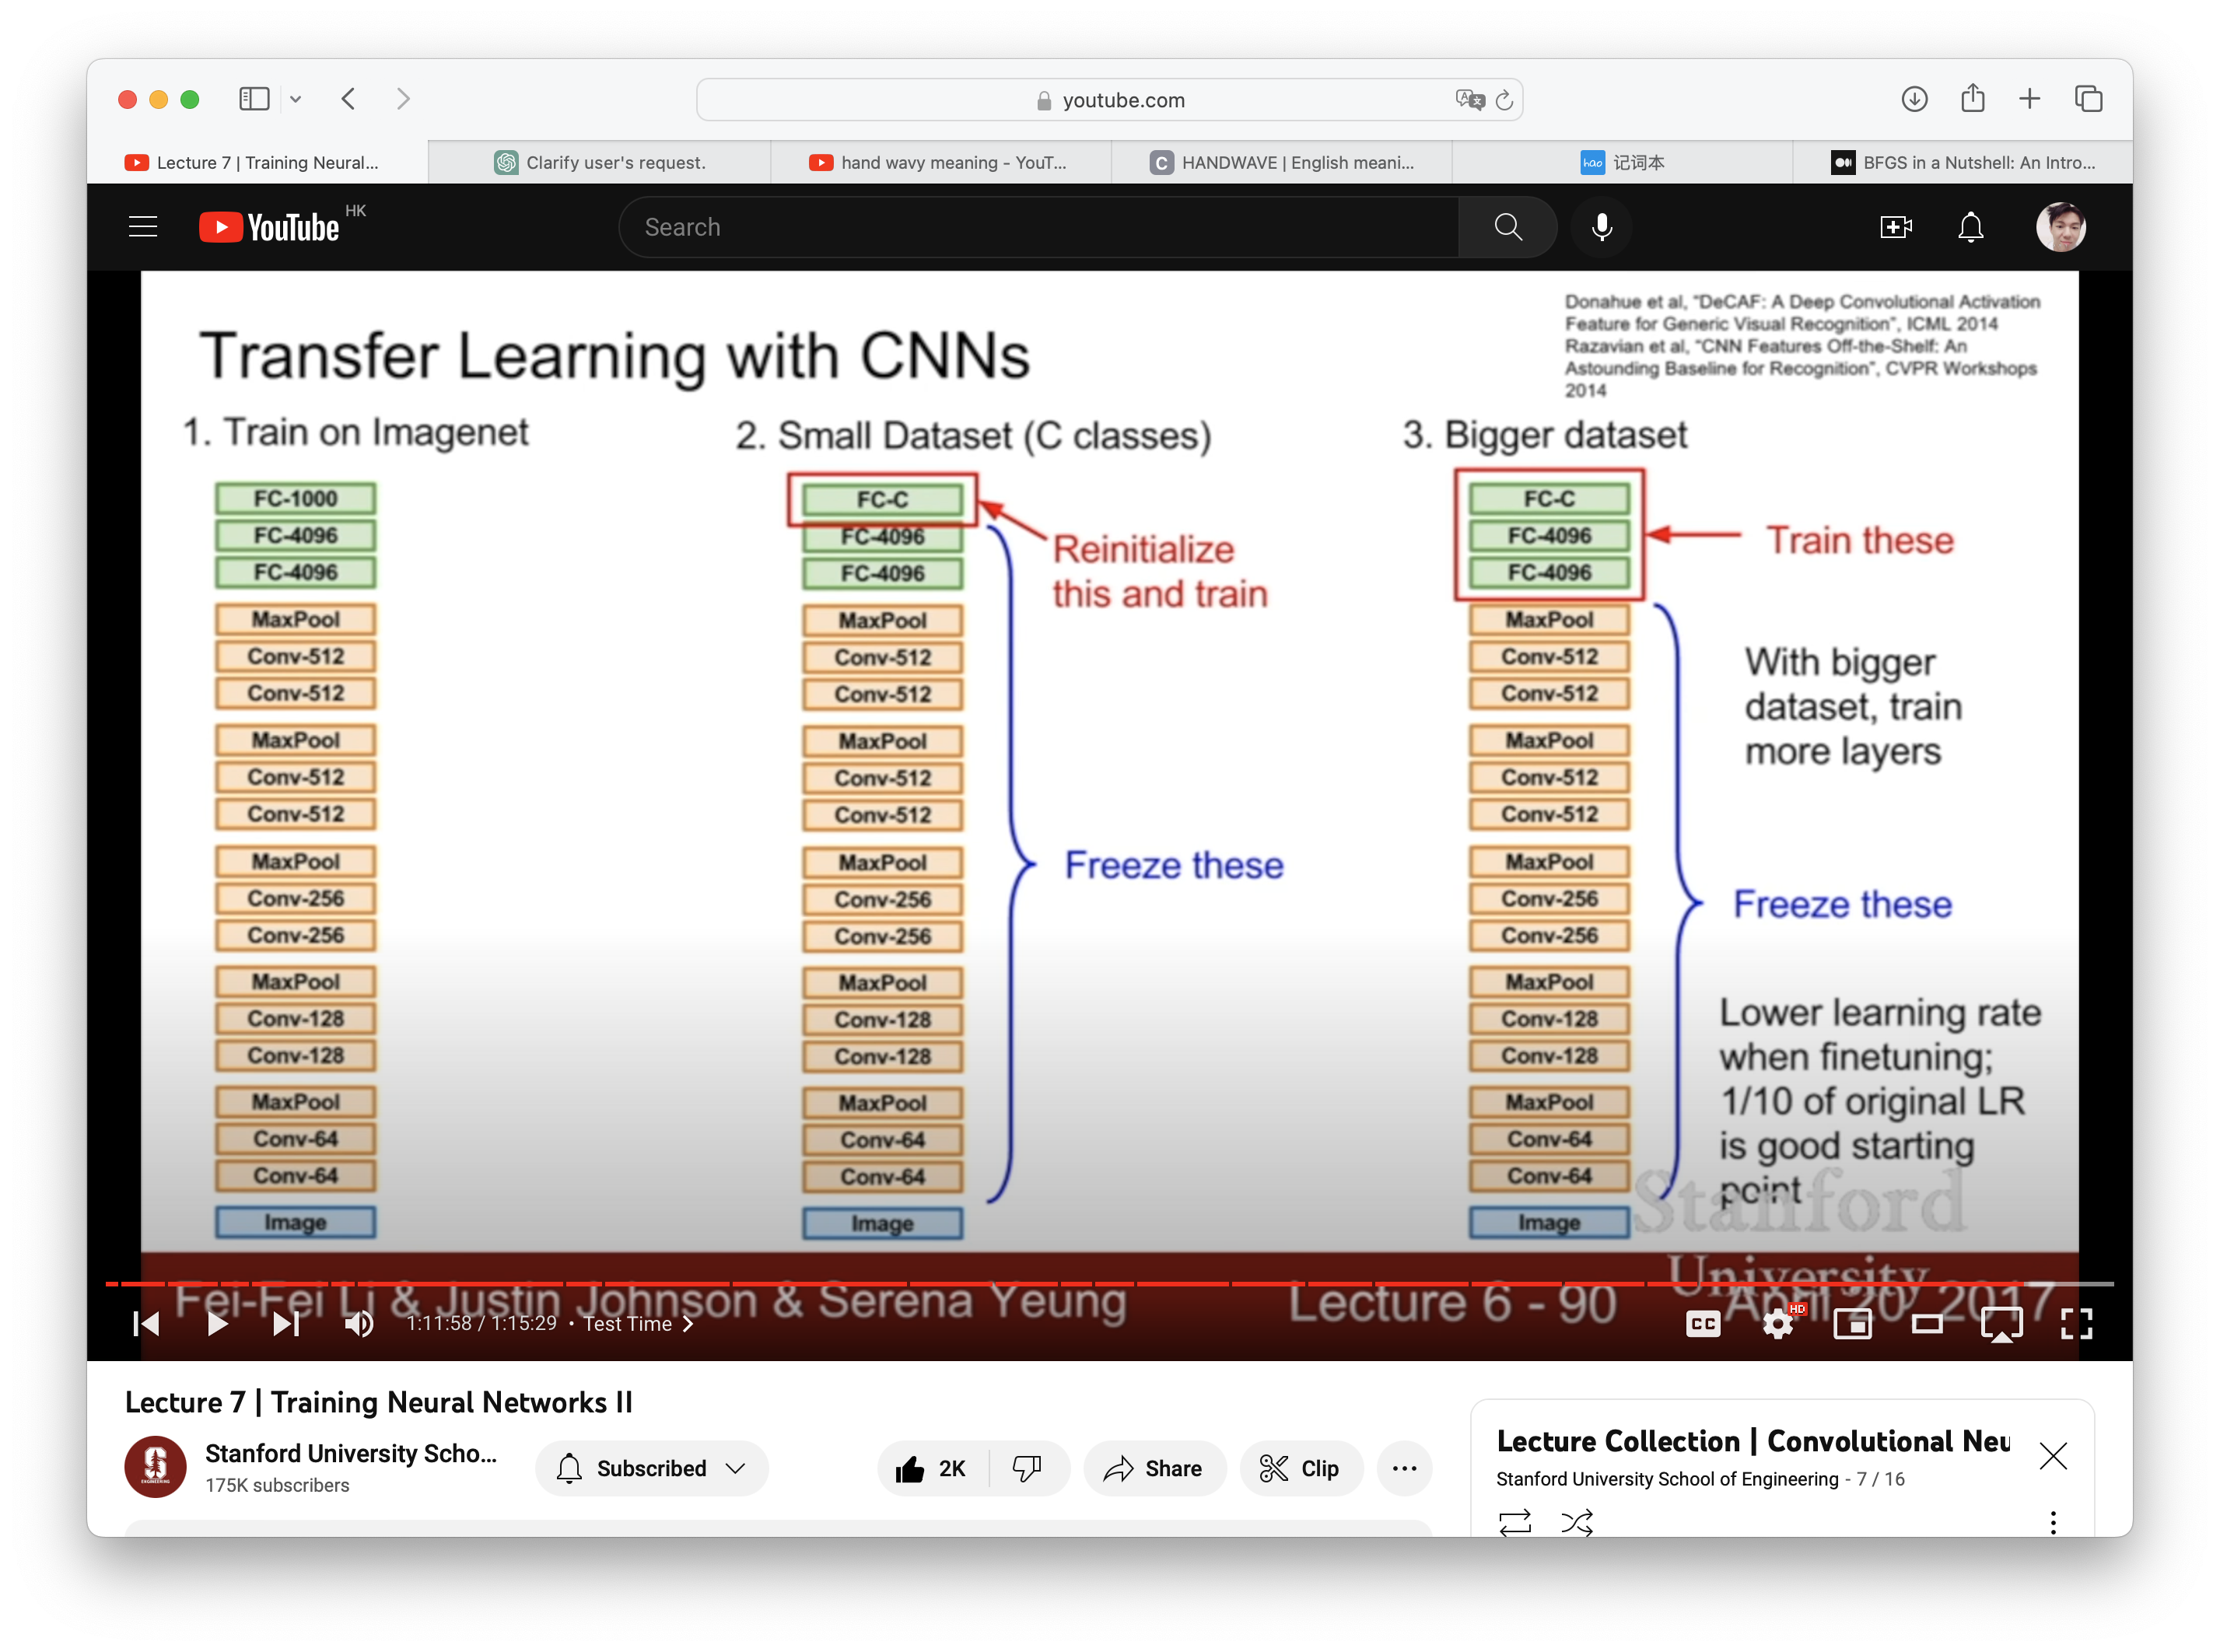 youtube.com
Lecture 7 | Training Neural...
Clarify user's request.
hand wavy meaning - YouT...
C
HANDWAVE | English meani...
hao
记词本
BFGS in a Nutshell: An Intro...
YouTube
HK
Search
Donahue et al, "DeCAF: A Deep Convolutional Activation
Feature for Generic Visual Recognition", ICML 2014
Razavian et al, "CNN Features Off-the-Shelf: An
Astounding Baseline for Recognition", CVPR Workshops
2014
Transfer Learning with CNNs
1. Train on Imagenet
FC-1000
FC-4096
FC-4096
MaxPool
Conv-512
Conv-512
MaxPool
Conv-512
Conv-512
MaxPool
Conv-256
Conv-256
MaxPool
Conv-128
Conv-128
MaxPool
Conv-64
Conv-64
Image
2. Small Dataset (C classes)
FC-C
FC-4096
FC-4096
MaxPool
Conv-512
Conv-512
MaxPool
Conv-512
Conv-512
MaxPool
Conv-256
Conv-256
MaxPool
Conv-128
Conv-128
MaxPool
Conv-64
Conv-64
Image
Reinitialize
this and train
Freeze these
3. Bigger dataset
FC-C
FC-4096
FC-4096
MaxPool
Conv-512
Conv-512
MaxPool
Conv-512
Conv-512
MaxPool
Conv-256
Conv-256
MaxPool
Conv-128
Conv-128
MaxPool
Conv-64
Conv-64
Image
Train these
With bigger
dataset, train
more layers
Freeze these
Lower learning rate
when finetuning;
1/10 of original LR
is good starting
point
Stanford
University
Fei-Fei Li & Justin Johnson & Serena Yeung
Lecture 6 - 90
April 20 2017
1:11:58 / 1:15:29 • Test Time
CC
HD
Lecture 7 | Training Neural Networks II
S
ENGINEERING
Stanford University Scho...
175K subscribers
Subscribed
2K
Share
Clip
Lecture Collection | Convolutional Neu
Stanford University School of Engineering - 7 / 16